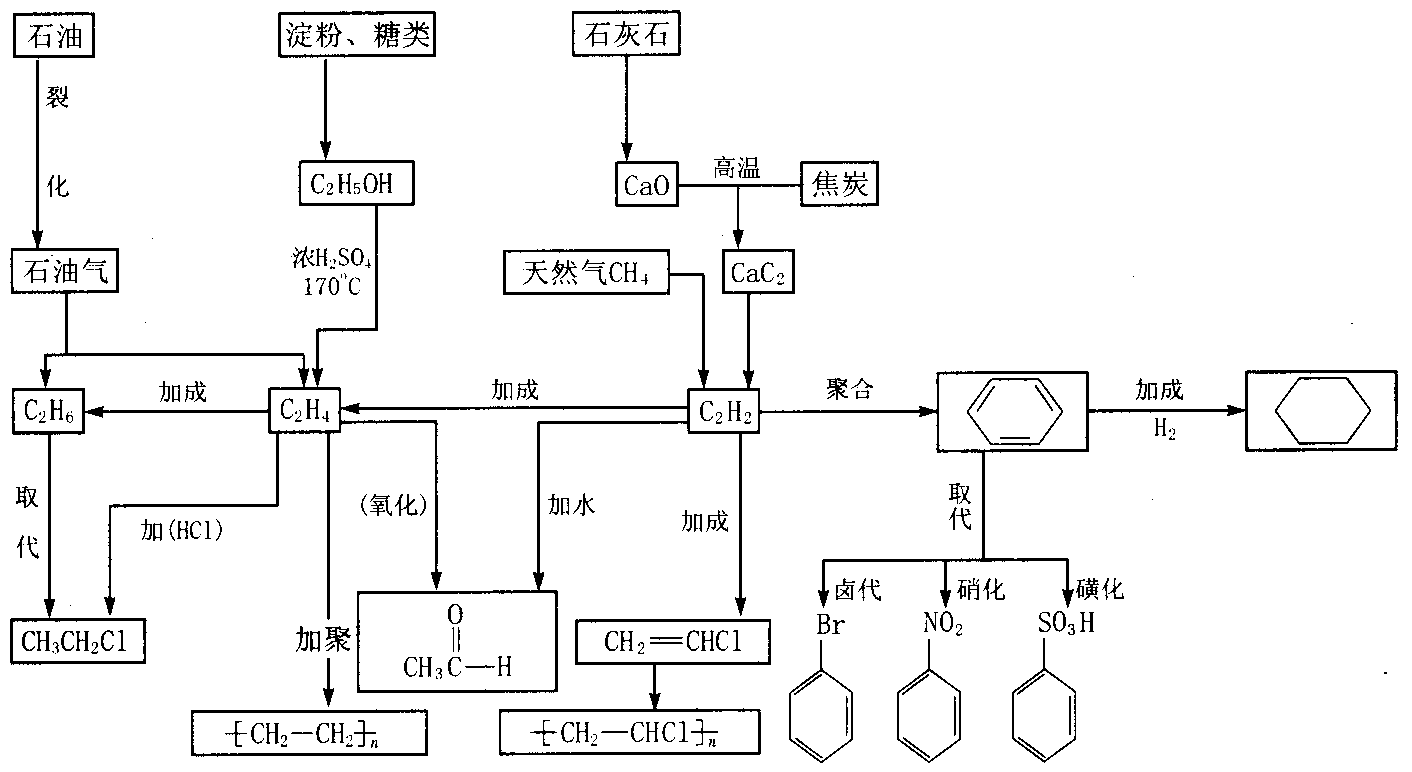 石油
淀粉、糖类
石灰石
裂
化
C2H5OH
CaO
高温
焦炭
石油气
浓H2SO4
170°C
天然气CH4
CaC2
C2H6
加成
C2H4
加成
C2H2
聚合
加成
H2
取
代
加(HCl)
(氧化)
加水
加成
取
代
卤代
硝化
磺化
CH3CH2Cl
加聚
O
CH3C—H
CH2=CHCl
Br
NO2
SO3H
[CH2—CH2]n
[CH2—CHCl]n